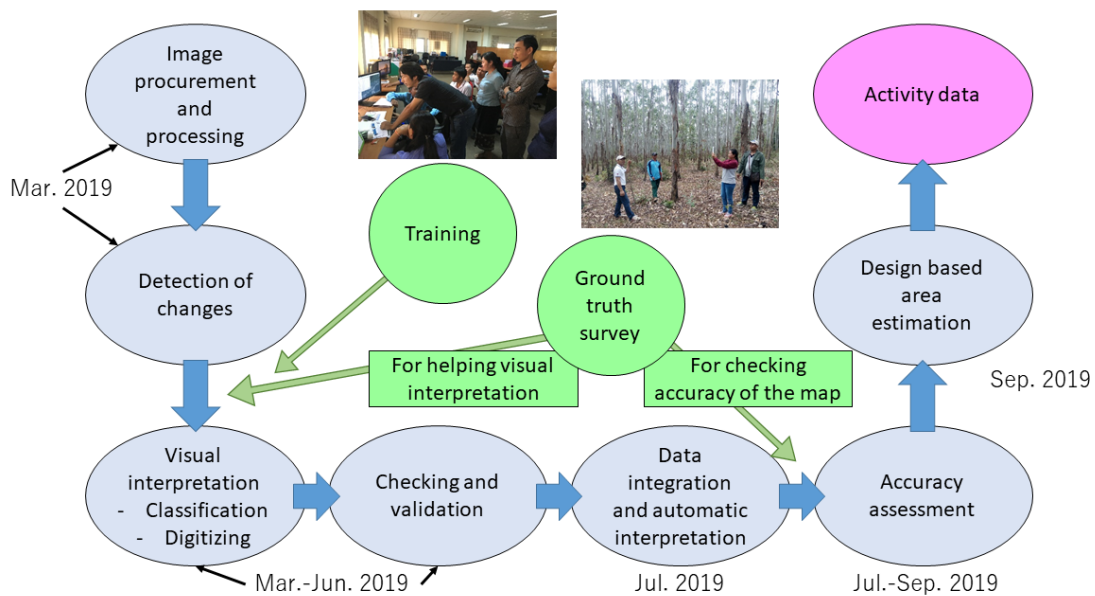 Image
procurement
and
processing
Mar. 2019
Detection of
changes
Training
Ground
truth
survey
For helping visual
interpretation
For checking
accuracy of the map
Visual
interpretation
- Classification
- Digitizing
Checking and
validation
Mar.-Jun. 2019
Data
integration
and automatic
interpretation
Jul. 2019
Accuracy
assessment
Jul.-Sep. 2019
Design based
area
estimation
Sep. 2019
Activity data